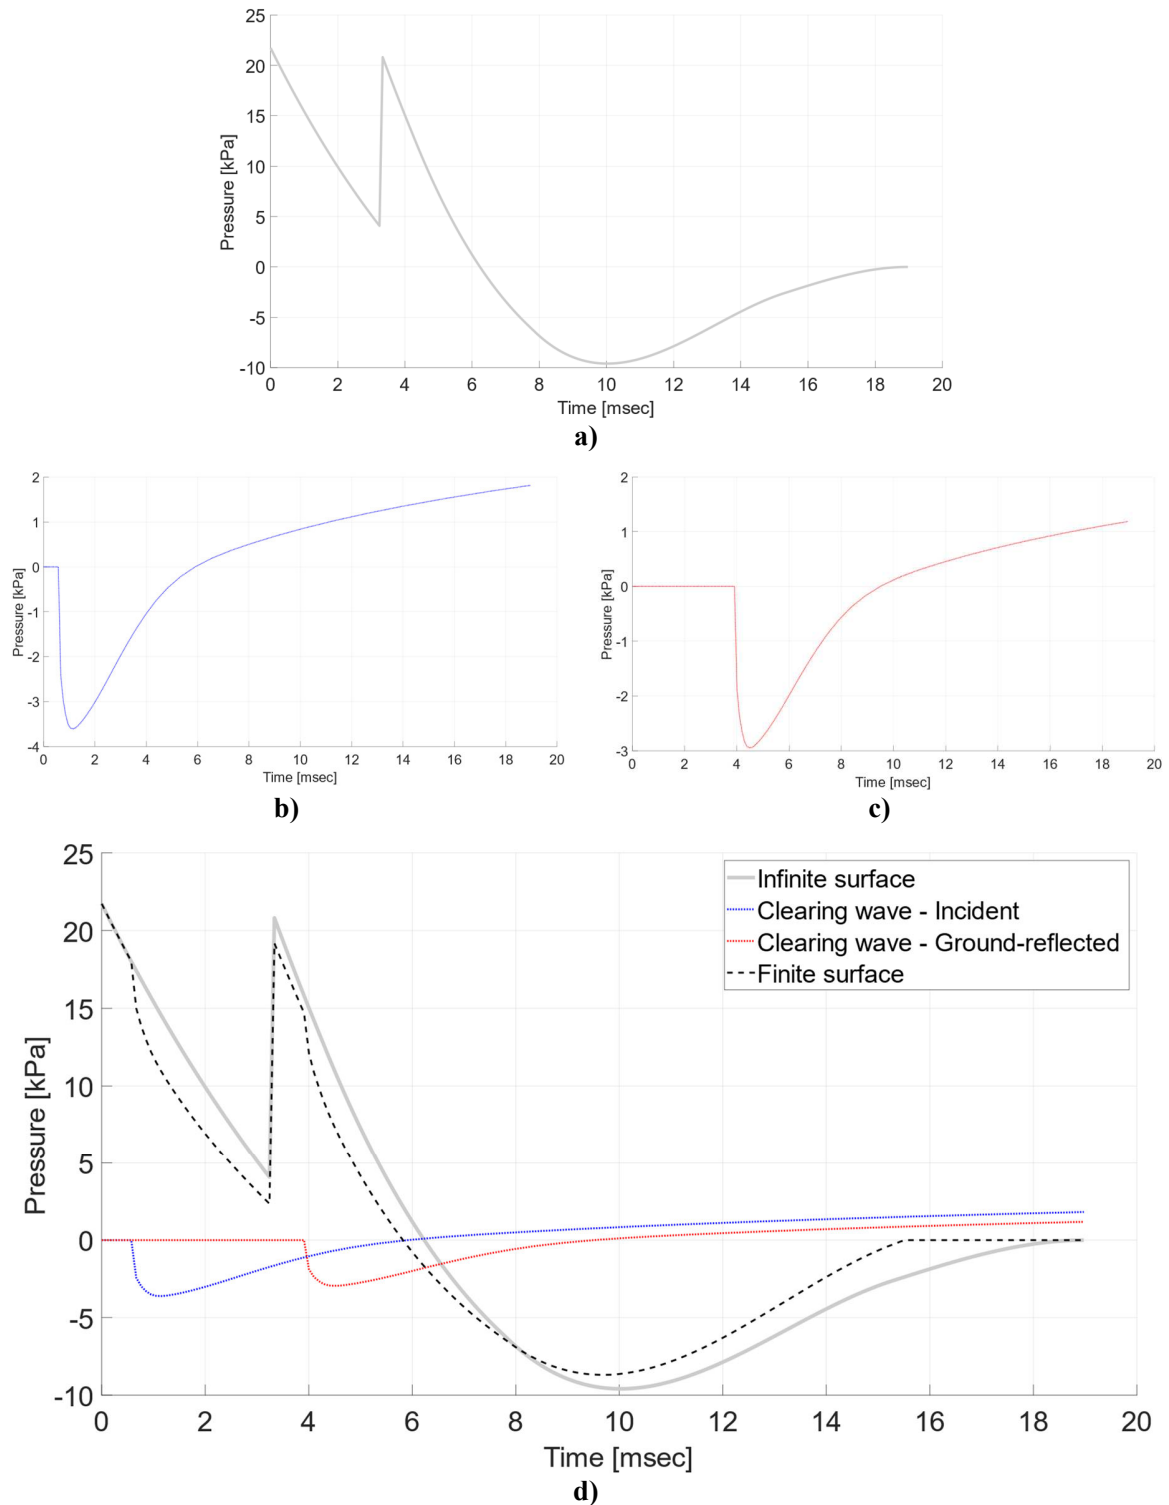 25
20
15
10
5
0
-5
-10
Pressure [kPa]
0 2 4 6 8 10 12 14 16 18 20
Time [msec]
a)
2
1
0
-1
-2
-3
-4
Pressure [kPa]
0 2 4 6 8 10 12 14 16 18 20
Time [msec]
b)
2
1
0
-1
-2
-3
Pressure [kPa]
0 2 4 6 8 10 12 14 16 18 20
Time [msec]
c)
25
20
15
10
5
0
-5
-10
Pressure [kPa]
Infinite surface
Clearing wave - Incident
Clearing wave - Ground-reflected
Finite surface
0 2 4 6 8 10 12 14 16 18 20
Time [msec]
d)